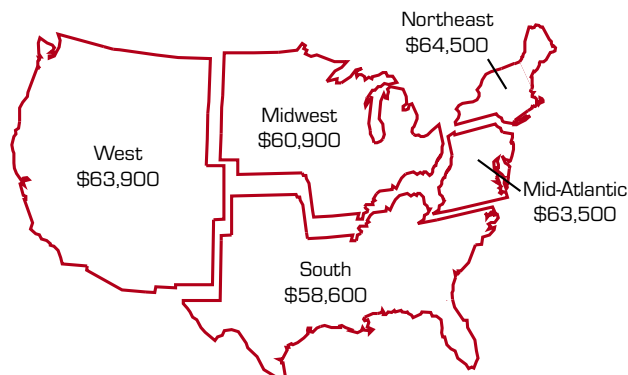 Northeast
$64,500
Midwest
$60,900
West
$63,900
Mid-Atlantic
$63,500
South
$58,600